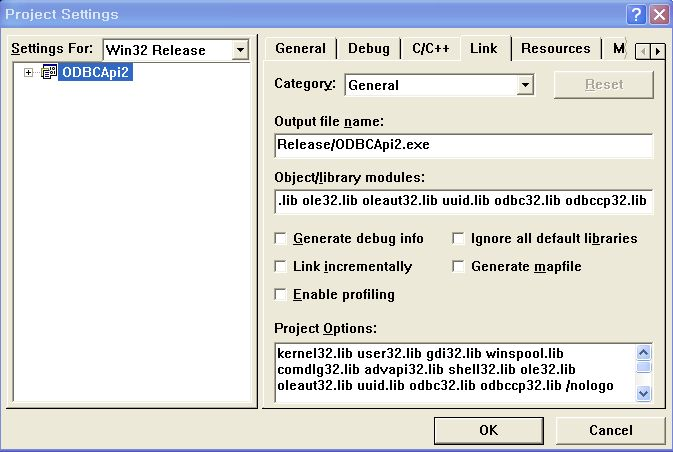 Project Settings
Settings For: Win32 Release
ODBCApi2
General Debug C/C++ Link Resources M
Category: General Reset
Output file name:
Release/ODBCApi2.exe
Object/library modules:
.lib ole32.lib oleaut32.lib uuid.lib odbc32.lib odbccp32.lib
Generate debug info Ignore all default libraries
Link incrementally Generate mapfile
Enable profiling
Project Options:
kernel32.lib user32.lib gdi32.lib winspool.lib
comdlg32.lib advapi32.lib shell32.lib ole32.lib
oleaut32.lib uuid.lib odbc32.lib odbccp32.lib /nologo
OK Cancel